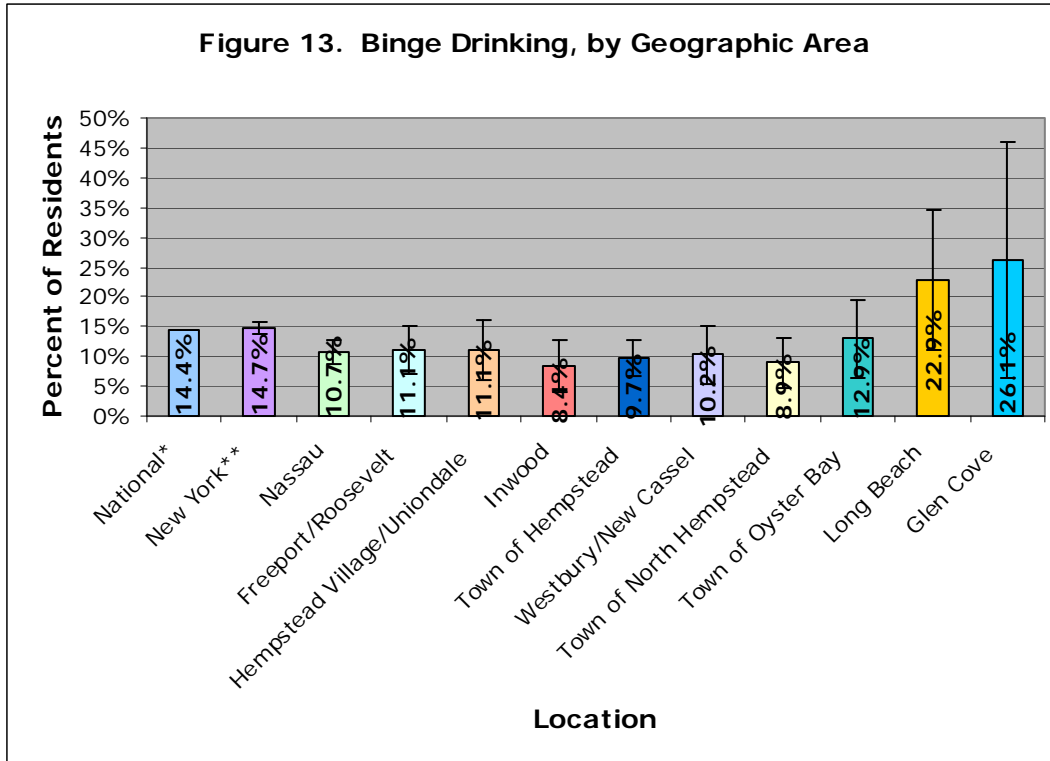 Figure 13.  Binge Drinking, by Geographic Area
Percent of Residents
50%
45%
40%
35%
30%
25%
20%
15%
10%
5%
0%
14.4%
14.7%
10.7%
11.1%
11.1%
8.4%
9.7%
10.2%
8.9%
12.9%
22.9%
26.1%
National*
New York**
Nassau
Freeport/Roosevelt
Hempstead Village/Uniondale
Inwood
Town of Hempstead
Westbury/New Cassel
Town of North Hempstead
Town of Oyster Bay
Long Beach
Glen Cove
Location